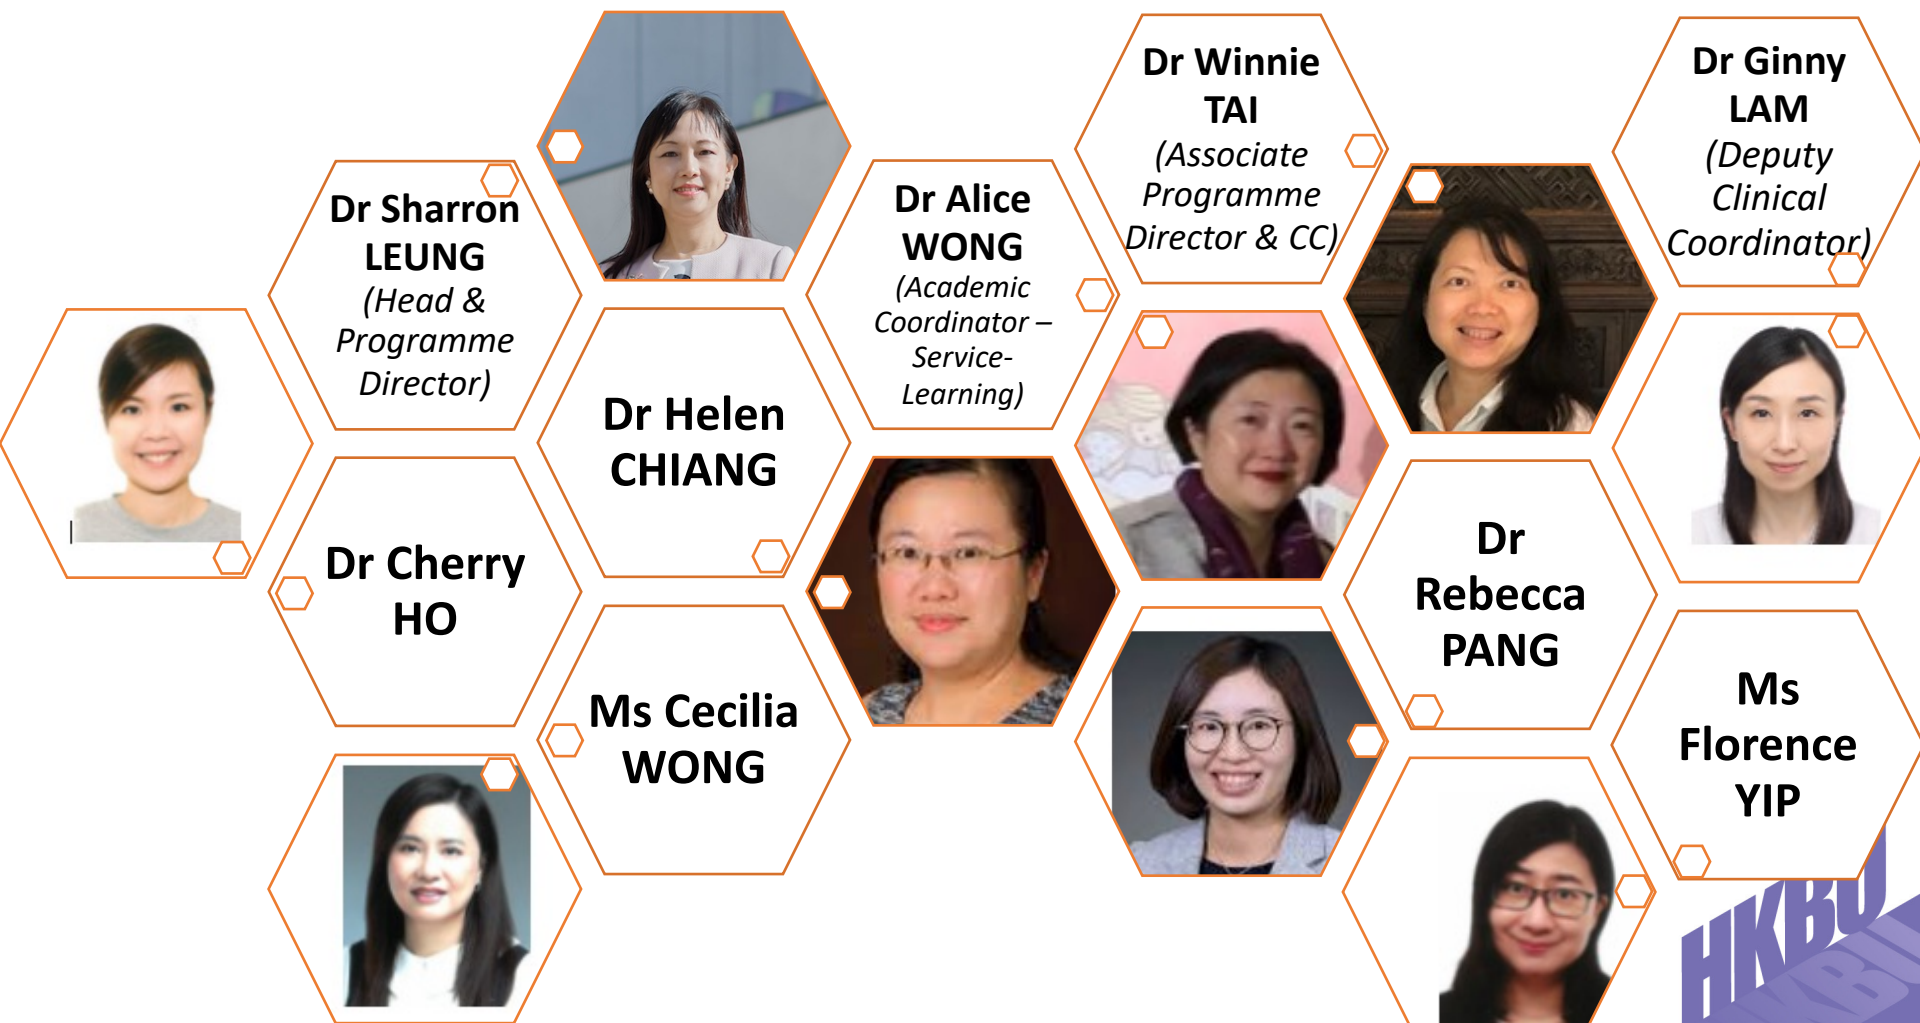 Dr Sharron
LEUNG
(Head &
Programme
Director)
Dr Alice
WONG
(Academic
Coordinator –
Service-
Learning)
Dr Winnie
TAI
(Associate
Programme
Director & CC)
Dr Ginny
LAM
(Deputy
Clinical
Coordinator)
Dr Cherry
HO
Dr Helen
CHIANG
Ms Cecilia
WONG
Dr
Rebecca
PANG
Ms
Florence
YIP
HKBU